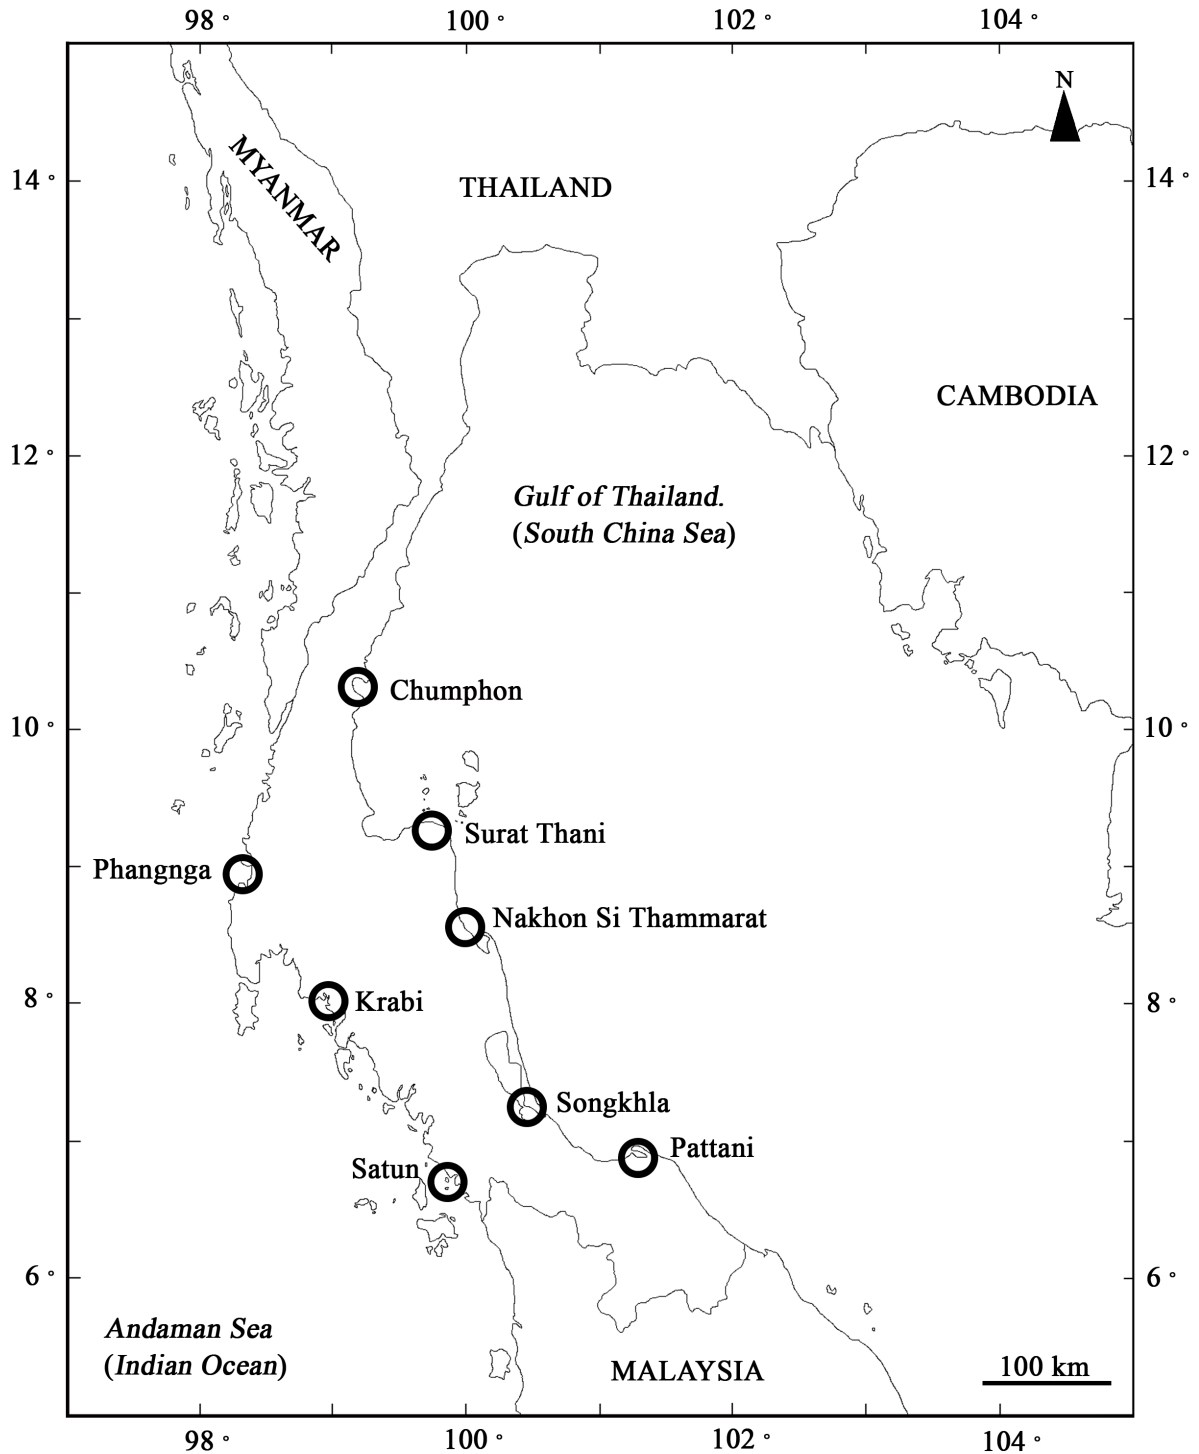 98 ° 100 ° 102 ° 104 °
N
MYANMAR
14 ° THAILAND 14 °
CAMBODIA
12 ° 12 °
Gulf of Thailand.
(South China Sea)
Chumphon
10 ° 10 °
Surat Thani
Phangnga
Nakhon Si Thammarat
8 ° Krabi 8 °
Songkhla
Pattani
Satun
6 ° 6 °
Andaman Sea
(Indian Ocean)
MALAYSIA
100 km
98 ° 100 ° 102 ° 104 °